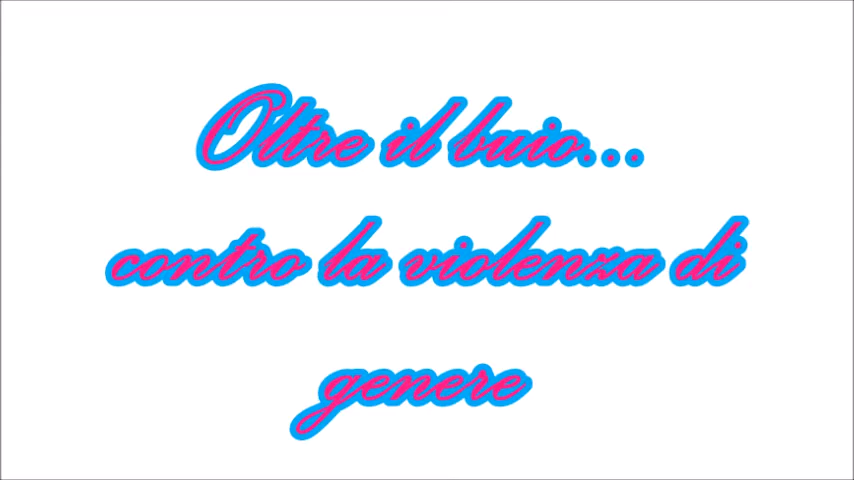 Oltre il buio...
contro la violenza di
genere